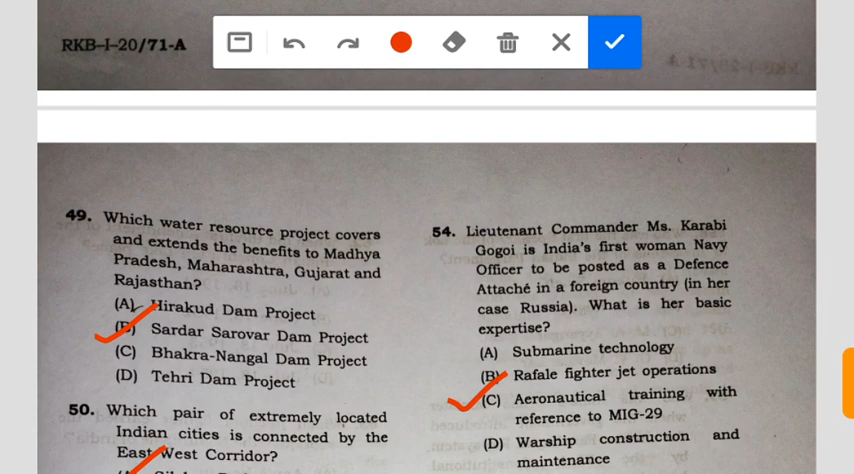 RKB–I–20/71-A
49. Which water resource project covers
and extends the benefits to Madhya
Pradesh, Maharashtra, Gujarat and
Rajasthan?
(A) Hirakud Dam Project
(B) Sardar Sarovar Dam Project
(C) Bhakra-Nangal Dam Project
(D) Tehri Dam Project
50. Which pair of extremely located
Indian cities is connected by the
East West Corridor?
54. Lieutenant Commander Ms. Karabi
Gogoi is India's first woman Navy
Officer to be posted as a Defence
Attaché in a foreign country (in her
case Russia). What is her basic
expertise?
(A) Submarine technology
(B) Rafale fighter jet operations
(C) Aeronautical training with
reference to MIG-29
(D) Warship construction and
maintenance